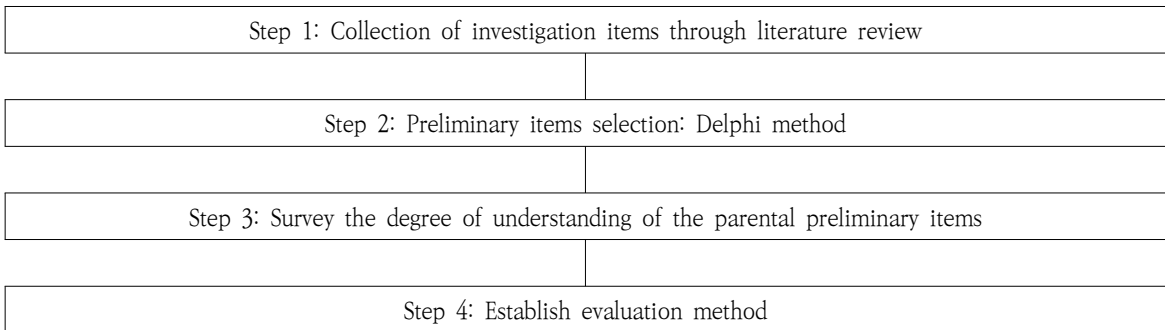 Step 1: Collection of investigation items through literature review
Step 2: Preliminary items selection: Delphi method
Step 3: Survey the degree of understanding of the parental preliminary items
Step 4: Establish evaluation method